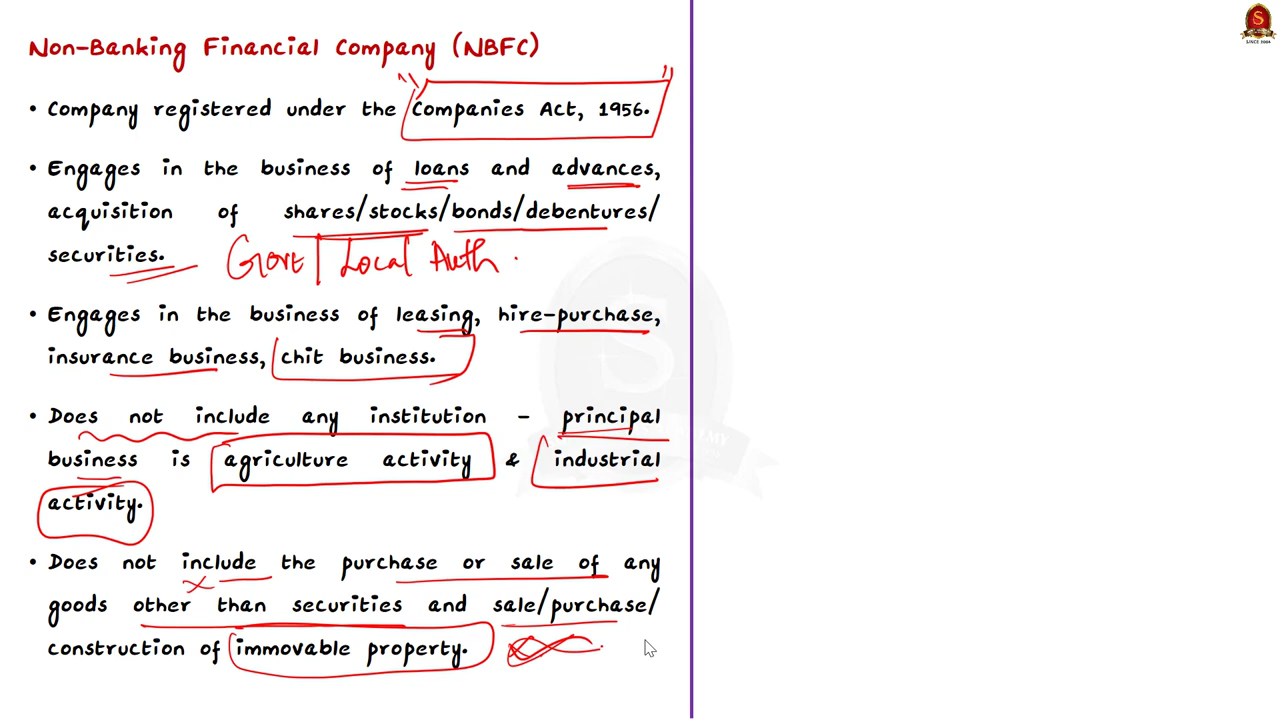 Non-Banking Financial Company (NBFC)
• Company registered under the Companies Act, 1956.
• Engages in the business of loans and advances,
acquisition of shares/stocks/bonds/debentures/
securities. Govt | Local Auth.
• Engages in the business of leasing, hire-purchase,
insurance business, chit business.
• Does not include any institution - principal
business is agriculture activity & industrial
activity.
• Does not include the purchase or sale of any
goods other than securities and sale/purchase/
construction of immovable property.
S
SINCE 2004